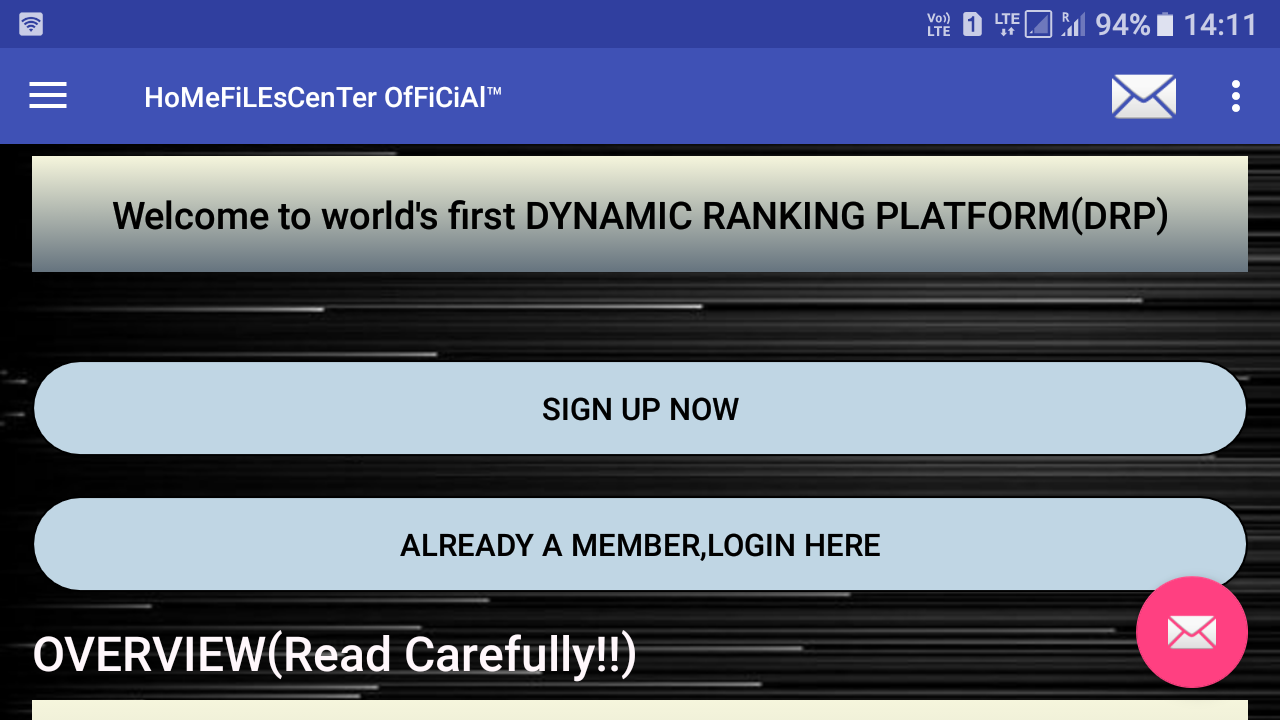 Vo)) LTE 1 LTE R 94% 14:11
HoMeFiLEsCenTer OfFiCiAl™
Welcome to world's first DYNAMIC RANKING PLATFORM(DRP)
SIGN UP NOW
ALREADY A MEMBER,LOGIN HERE
OVERVIEW(Read Carefully!!)